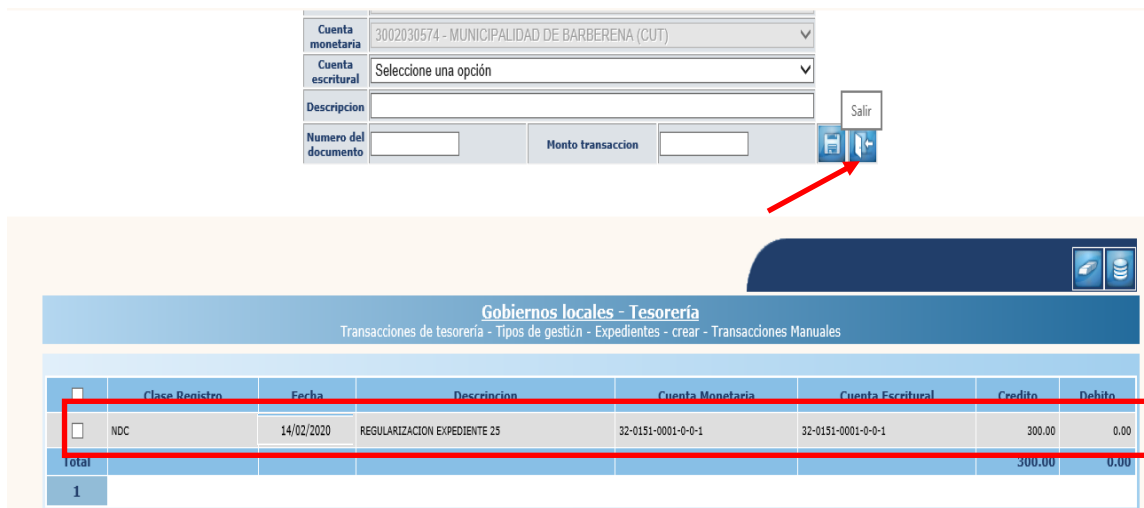 Cuenta monetaria 3002030574 - MUNICIPALIDAD DE BARBERENA (CUT)
Cuenta escritural Seleccione una opción
Descripcion
Salir
Numero del documento Monto transaccion
Gobiernos locales - Tesorería
Transacciones de tesorería - Tipos de gestión - Expedientes - crear - Transacciones Manuales
Clase Registro Fecha Descripcion Cuenta Monetaria Cuenta Escritural Credito Debito
NDC 14/02/2020 REGULARIZACION EXPEDIENTE 25 32-0151-0001-0-0-1 32-0151-0001-0-0-1 300.00 0.00
Total 300.00 0.00
1